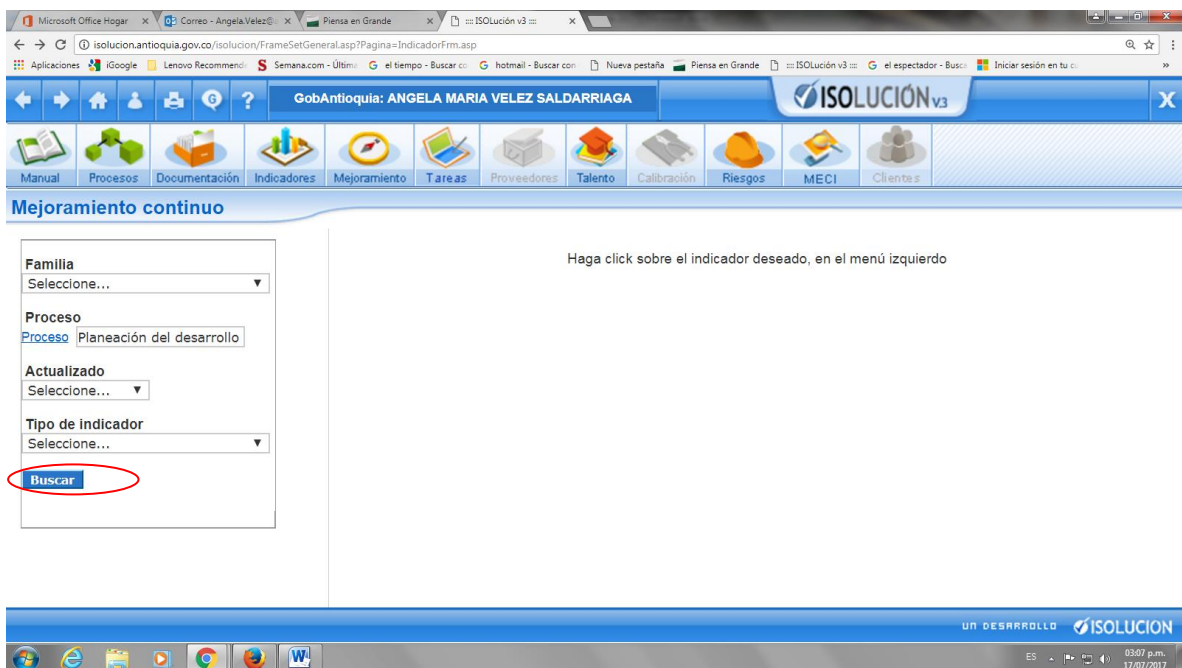 Microsoft Office Hogar
Correo - Angela.Velez@
Piensa en Grande
::: ISOLución v3 :::
isolucion.antioquia.gov.co/isolucion/FrameSetGeneral.asp?Pagina=IndicadorFrm.asp
Aplicaciones iGoogle Lenovo Recommend Semana.com - Última el tiempo - Buscar co hotmail - Buscar con Nueva pestaña Piensa en Grande ::: ISOLución v3 ::: el espectador - Busca Iniciar sesión en tu c
GobAntioquia: ANGELA MARIA VELEZ SALDARRIAGA
ISOLUCIÓN V3
X
Manual Procesos Documentación Indicadores Mejoramiento Tareas Proveedores Talento Calibración Riesgos MECI Clientes
Mejoramiento continuo
Haga click sobre el indicador deseado, en el menú izquierdo
Familia
Seleccione...
Proceso
Proceso Planeación del desarrollo
Actualizado
Seleccione...
Tipo de indicador
Seleccione...
Buscar
UN DESARROLLO ISOLUCION
ES
03:07 p.m.
17/07/2017